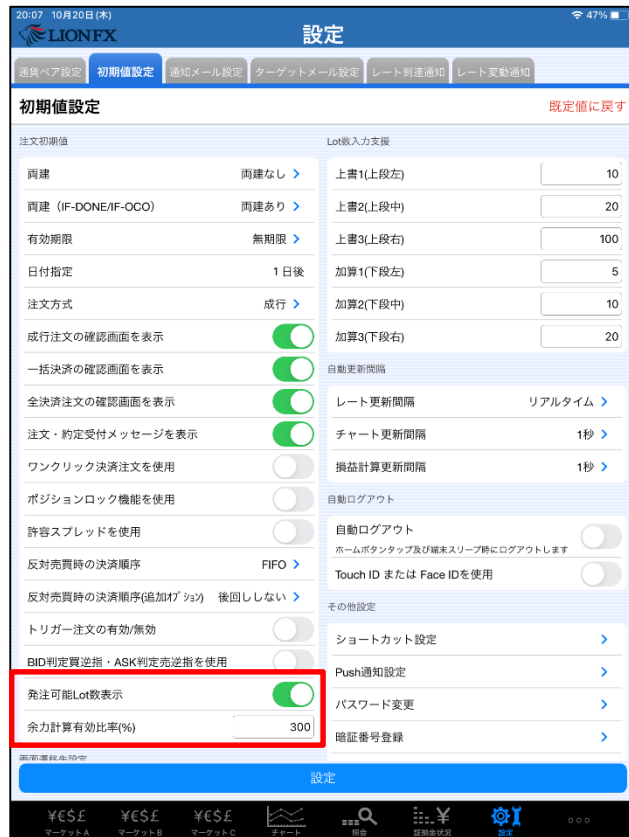 20:07 10月20日(木)
47%
LION FX
設定
通貨ペア設定 初期値設定 通知メール設定 ターゲットメール設定 レート到達通知 レート変動通知
初期値設定
既定値に戻す
注文初期値
両建 両建なし
両建（IF-DONE/IF-OCO） 両建あり
有効期限 無期限
日付指定 1日後
注文方式 成行
成行注文の確認画面を表示
一括決済の確認画面を表示
全決済注文の確認画面を表示
注文・約定受付メッセージを表示
ワンクリック決済注文を使用
ポジションロック機能を使用
許容スプレッドを使用
反対売買時の決済順序 FIFO
反対売買時の決済順序(追加ｵﾌﾟｼｮﾝ) 後回ししない
トリガー注文の有効/無効
BID判定買逆指・ASK判定売逆指を使用
発注可能Lot数表示
余力計算有効比率(%) 300
画面遷移先設定
Lot数入力支援
上書1(上段左) 10
上書2(上段中) 20
上書3(上段右) 100
加算1(下段左) 5
加算2(下段中) 10
加算3(下段右) 20
自動更新間隔
レート更新間隔 リアルタイム
チャート更新間隔 1秒
損益計算更新間隔 1秒
自動ログアウト
自動ログアウト
ホームボタンタップ及び端末スリープ時にログアウトします
Touch ID または Face IDを使用
その他設定
ショートカット設定
Push通知設定
パスワード変更
暗証番号登録
設定
¥€$£ ¥€$£ ¥€$£ ¥
マーケットA マーケットB マーケットC チャート 照会 証拠金状況 設定